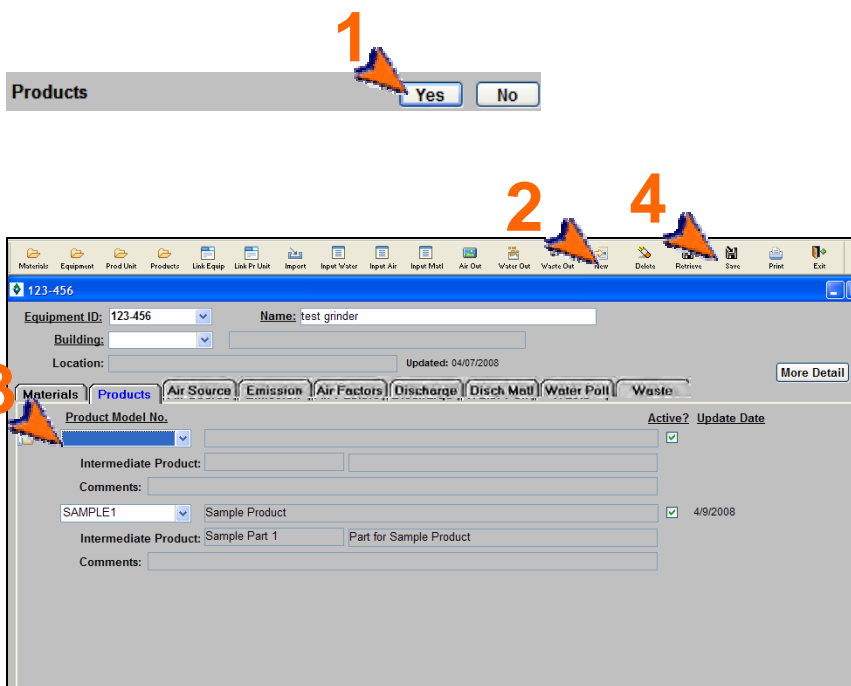 1
Products Yes No
2 4
Materials Equipment Prod Unit Products Link Equip Link Pr Unit Import Input Water Input Air Input Matl Air Out Water Out Waste Out New Delete Retrieve Save Print Exit
123-456
Equipment ID: 123-456 Name: test grinder
Building:
Location: Updated: 04/07/2008
More Detail
3
Materials Products Air Source Emission Air Factors Discharge Disch Matl Water Poll Waste
Product Model No. Active? Update Date
Intermediate Product:
Comments:
SAMPLE1 Sample Product 4/9/2008
Intermediate Product: Sample Part 1 Part for Sample Product
Comments: